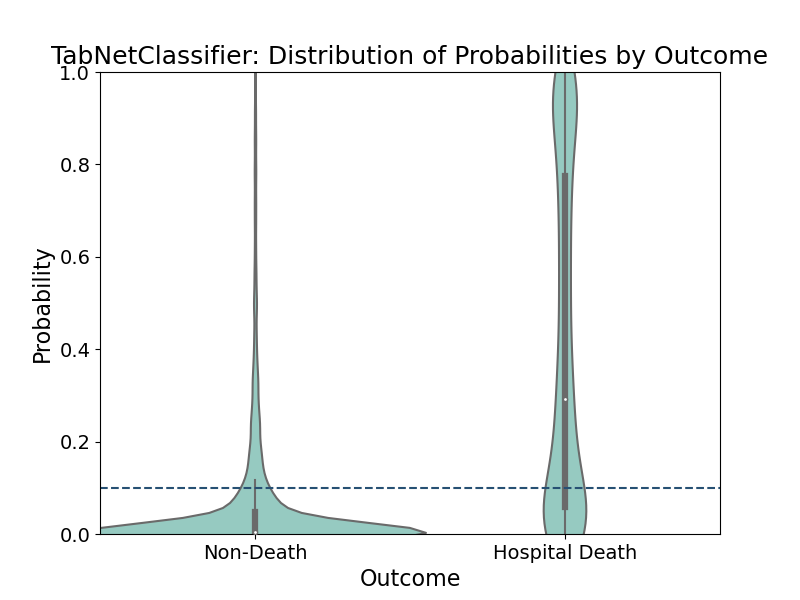 TabNetClassifier: Distribution of Probabilities by Outcome
1.0
0.8
0.6
0.4
0.2
0.0
Probability
Non-Death Hospital Death
Outcome